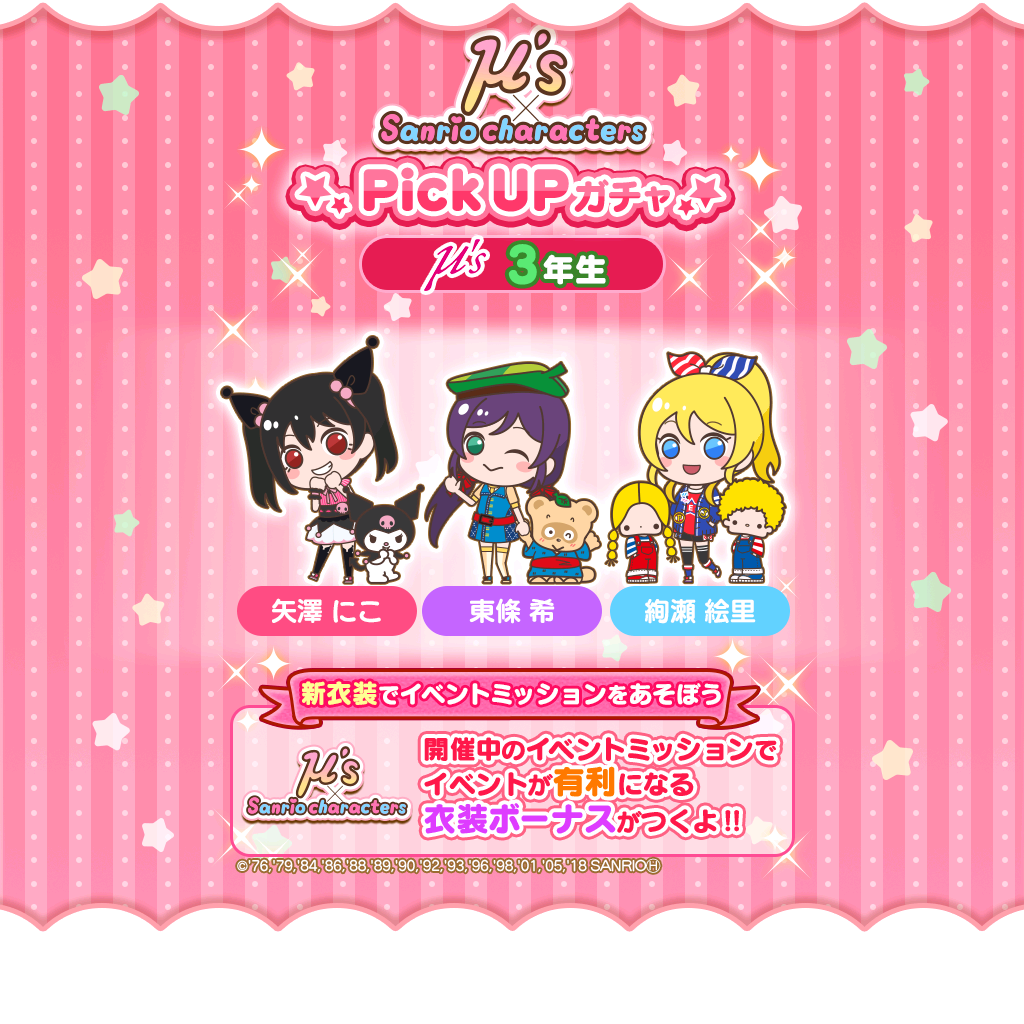 μ's
×
Sanrio characters
Pick UPガチャ
μ's 3年生
矢澤 にこ
東條 希
絢瀬 絵里
新衣装でイベントミッションをあそぼう
μ's
×
Sanrio characters
開催中のイベントミッションで
イベントが有利になる
衣装ボーナスがつくよ!!
©'76,'79,'84,'86,'88,'89,'90,'92,'93,'96,'98,'01,'05,'18 SANRIOⒽ